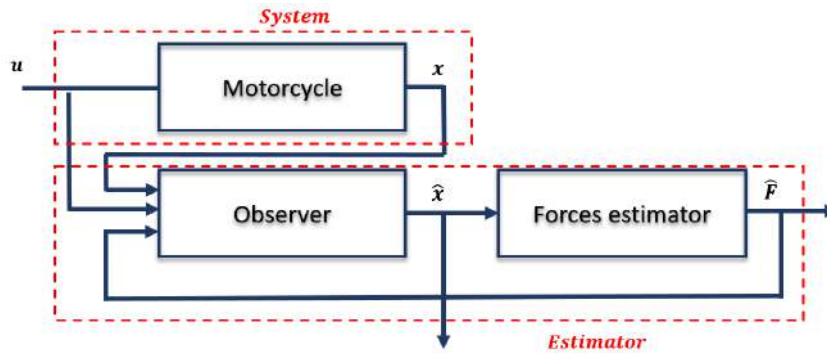 System
u
Motorcycle
x
Observer
x̂
Forces estimator
F̂
Estimator